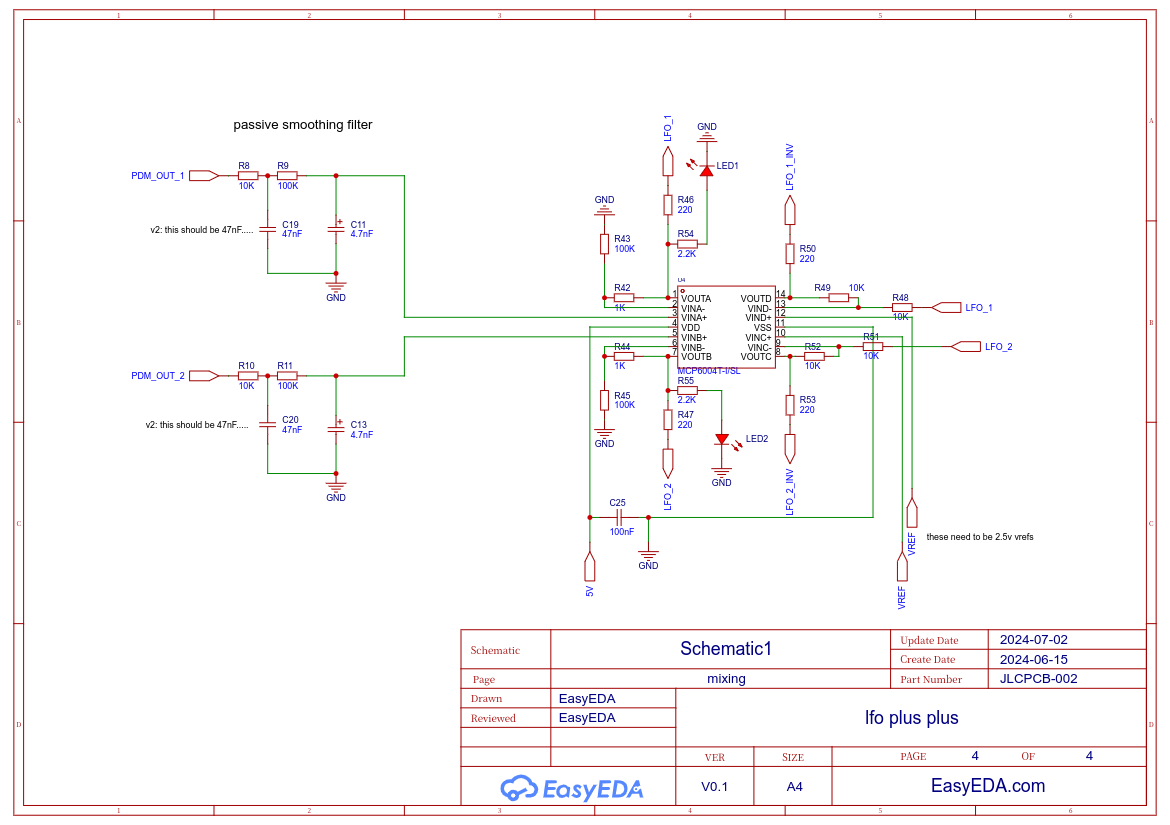 1 2 3 4 5 6
A A
B B
C C
D D
passive smoothing filter
PDM_OUT_1
R8
10K
R9
100K
C19
47nF
C11
4.7nF
+
v2: this should be 47nF.....
GND
PDM_OUT_2
R10
10K
R11
100K
C20
47nF
C13
4.7nF
+
v2: this should be 47nF.....
GND
LFO_1
GND
LED1
LFO_1_INV
GND
R46
220
R43
100K
R54
2.2K
R50
220
R42
1K
U4
R49
10K
R48
10K
LFO_1
1 VOUTA
2 VINA-
3 VINA+
4 VDD
5 VINB+
6 VINB-
7 VOUTB
VOUTD 14
VIND- 13
VIND+ 12
VSS 11
VINC+ 10
VINC- 9
VOUTC 8
MCP6004T-I/SL
R44
1K
R52
10K
R51
10K
LFO_2
R55
2.2K
R45
100K
R47
220
R53
220
LED2
GND
GND
LFO_2
LFO_2_INV
C25
100nF
GND
5V
VREF
VREF
these need to be 2.5v vrefs
Schematic
Schematic1
Update Date
2024-07-02
Create Date
2024-06-15
Page
mixing
Part Number
JLCPCB-002
Drawn
EasyEDA
Reviewed
EasyEDA
lfo plus plus
VER
SIZE
PAGE 4 OF 4
EasyEDA
V0.1
A4
EasyEDA.com
1 2 3 4 5 6